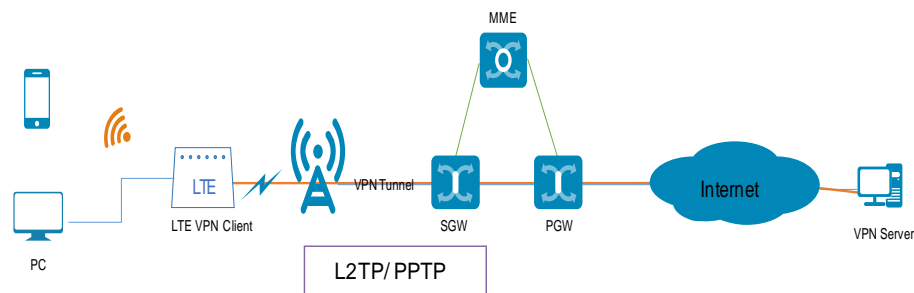 MME
LTE
VPN Tunnel
Internet
LTE VPN Client
SGW
PGW
VPN Server
PC
L2TP/ PPTP